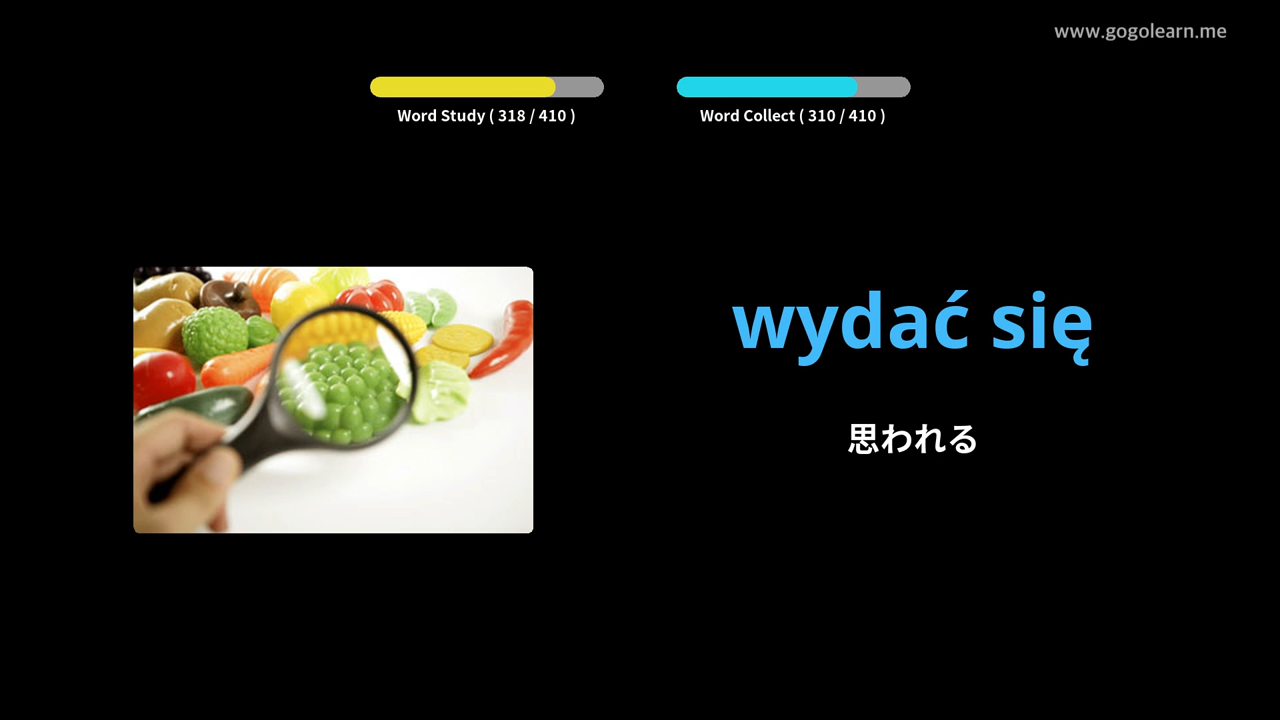 www.gogolearn.me
Word Study ( 318 / 410 )
Word Collect ( 310 / 410 )
wydać się
思われる